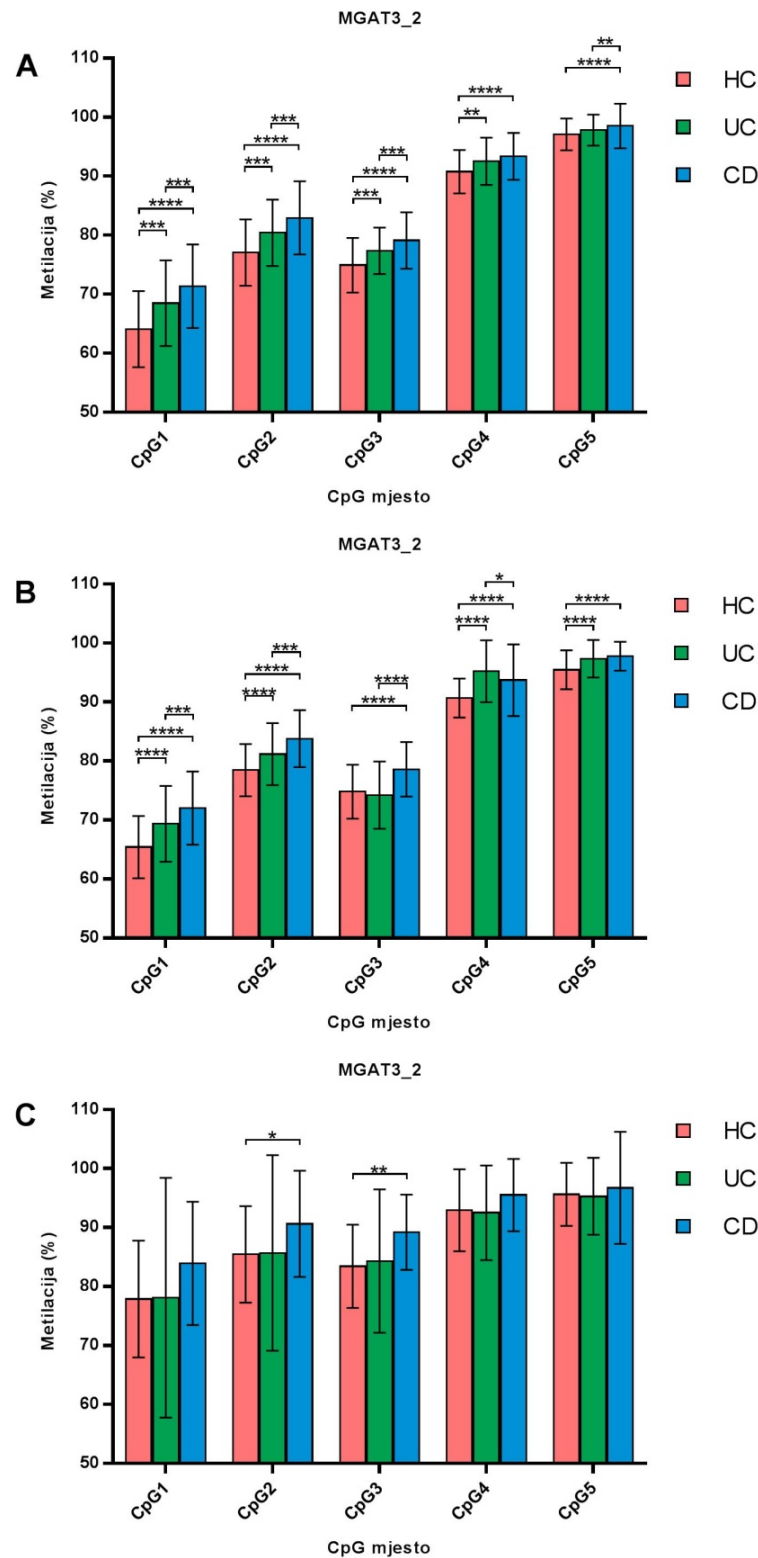 MGAT3_2
A
110
100
90
80
70
60
50
Metilacija (%)
*** **** ***
*** **** ***
*** **** ***
** ****
**** **
CpG1 CpG2 CpG3 CpG4 CpG5
CpG mjesto
HC
UC
CD
MGAT3_2
B
110
100
90
80
70
60
50
Metilacija (%)
**** **** ***
**** **** ***
**** ****
**** **** *
**** ****
CpG1 CpG2 CpG3 CpG4 CpG5
CpG mjesto
HC
UC
CD
MGAT3_2
C
110
100
90
80
70
60
50
Metilacija (%)
*
**
CpG1 CpG2 CpG3 CpG4 CpG5
CpG mjesto
HC
UC
CD